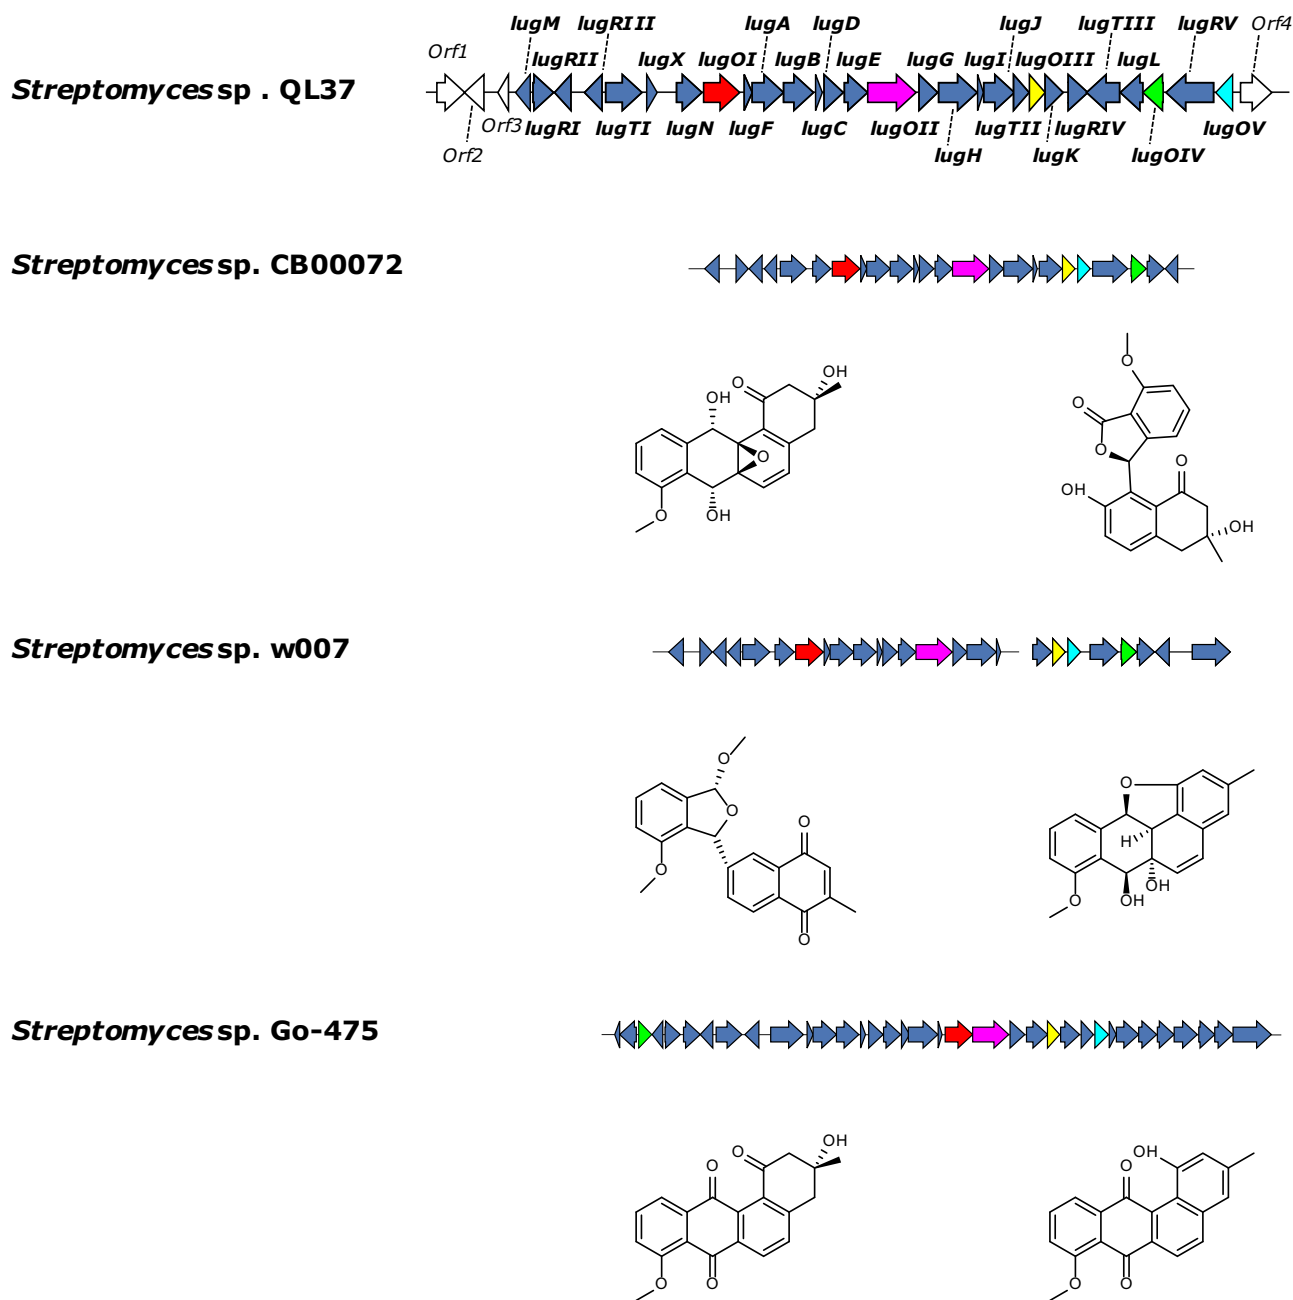 lugM lugRIII lugA lugD lugJ lugTIII lugRV Orf4
Orf1 lugRII lugX lugOI lugB lugE lugG lugI lugOIII lugL
Streptomyces sp . QL37
Orf3 lugRI lugTI lugN lugF lugC lugOII lugTII lugRIV lugOV
Orf2 lugH lugK lugOIV
Streptomyces sp. CB00072
O
O OH O
OH O
O O
OH O
OH
O OH
Streptomyces sp. w007
O
O O
O
H
O OH
O OH
O
Streptomyces sp. Go-475
OH
O OH
O O
O O
O O